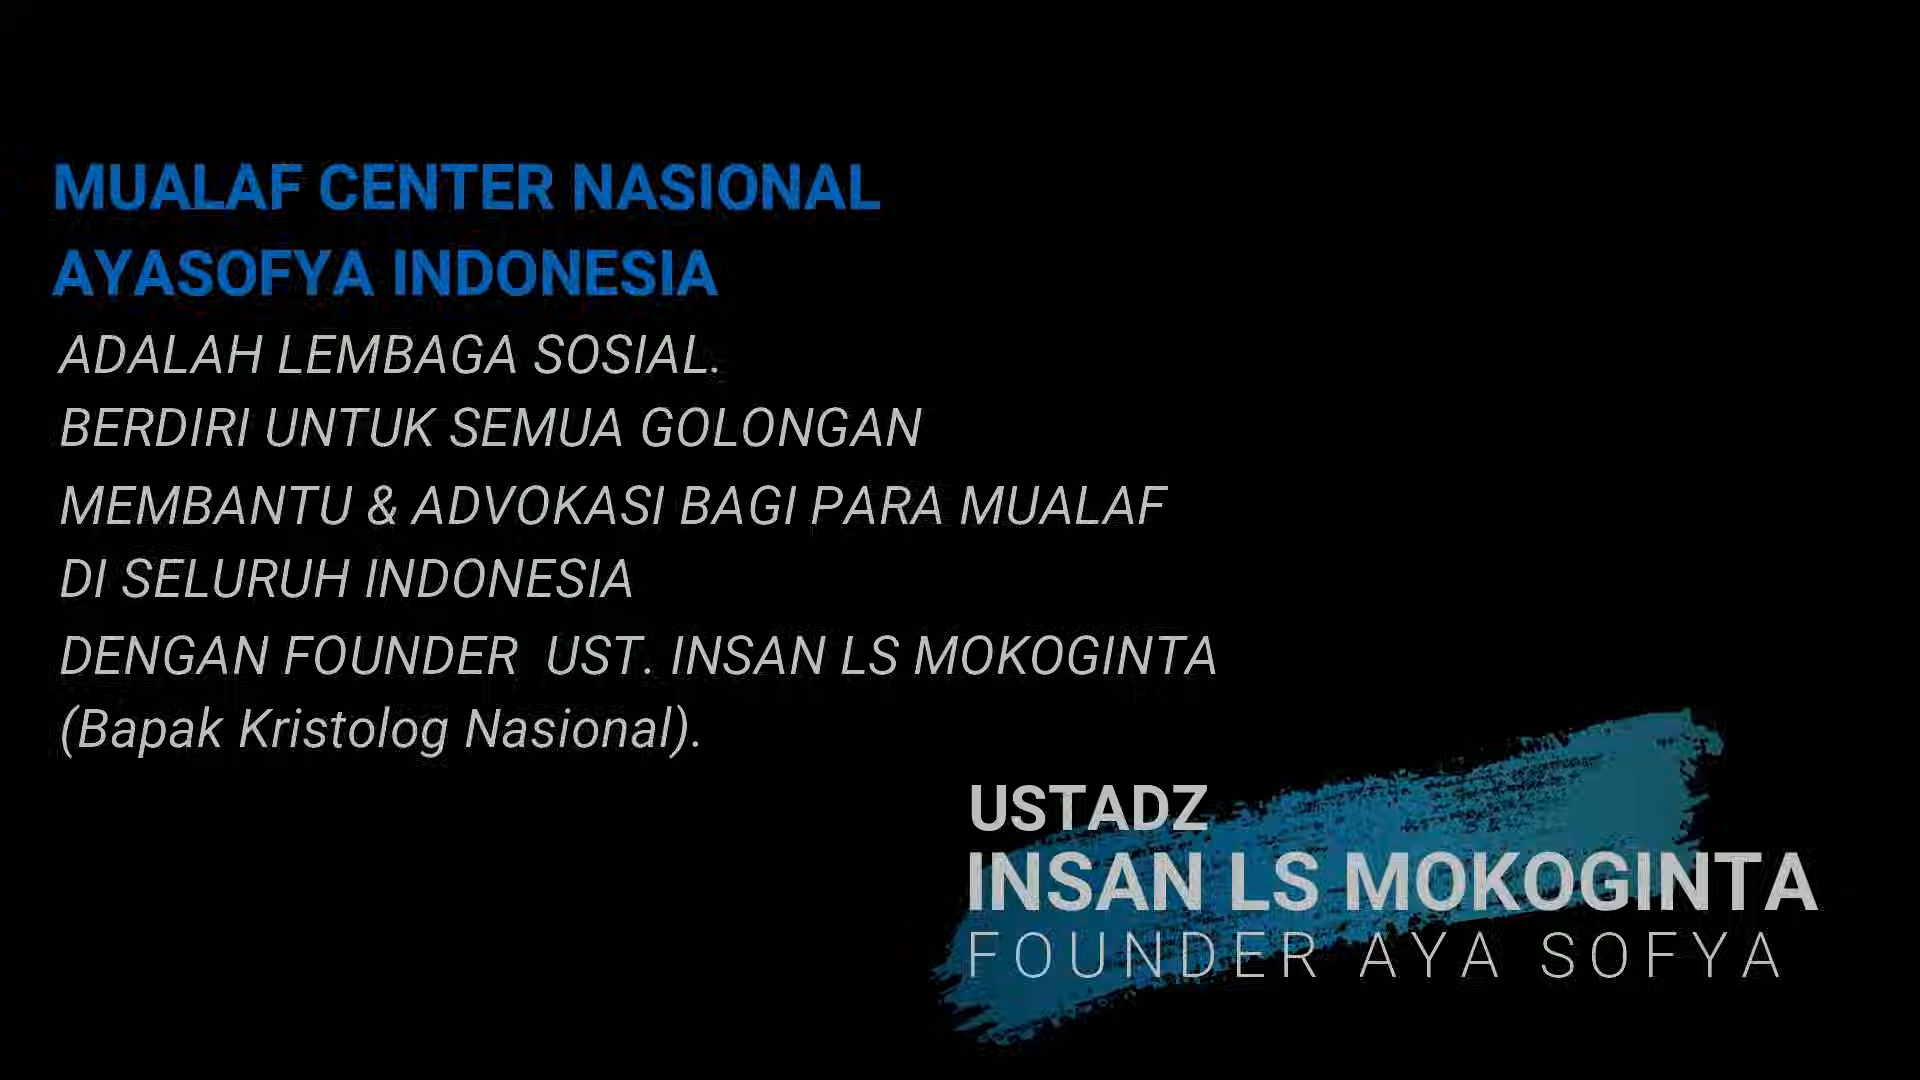 MUALAF CENTER NASIONAL
AYASOFYA INDONESIA
ADALAH LEMBAGA SOSIAL.
BERDIRI UNTUK SEMUA GOLONGAN
MEMBANTU & ADVOKASI BAGI PARA MUALAF
DI SELURUH INDONESIA
DENGAN FOUNDER UST. INSAN LS MOKOGINTA
(Bapak Kristolog Nasional).
USTADZ
INSAN LS MOKOGINTA
FOUNDER AYA SOFYA